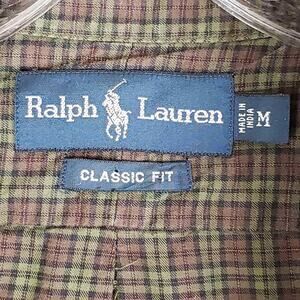 Ralph Lauren
MADE IN
INDIA
M
CLASSIC FIT